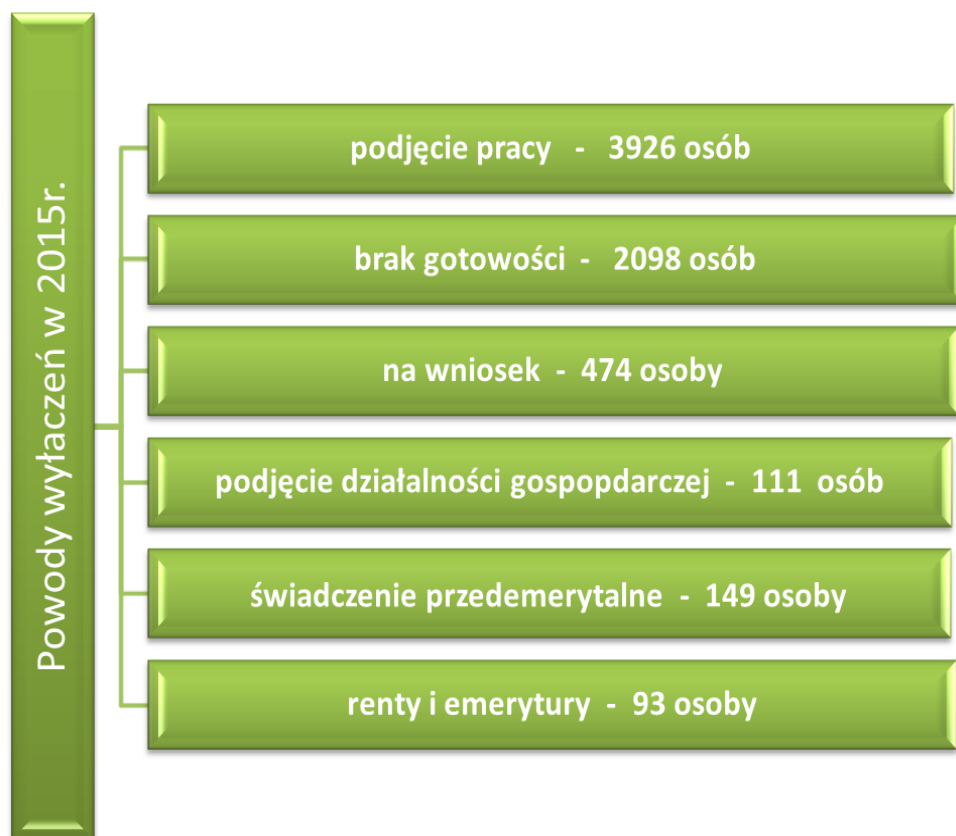 Powody wyłaczeń w 2015r.
podjęcie pracy - 3926 osób
brak gotowości - 2098 osób
na wniosek - 474 osoby
podjęcie działalności gospopdarczej - 111 osób
świadczenie przedemerytalne - 149 osoby
renty i emerytury - 93 osoby